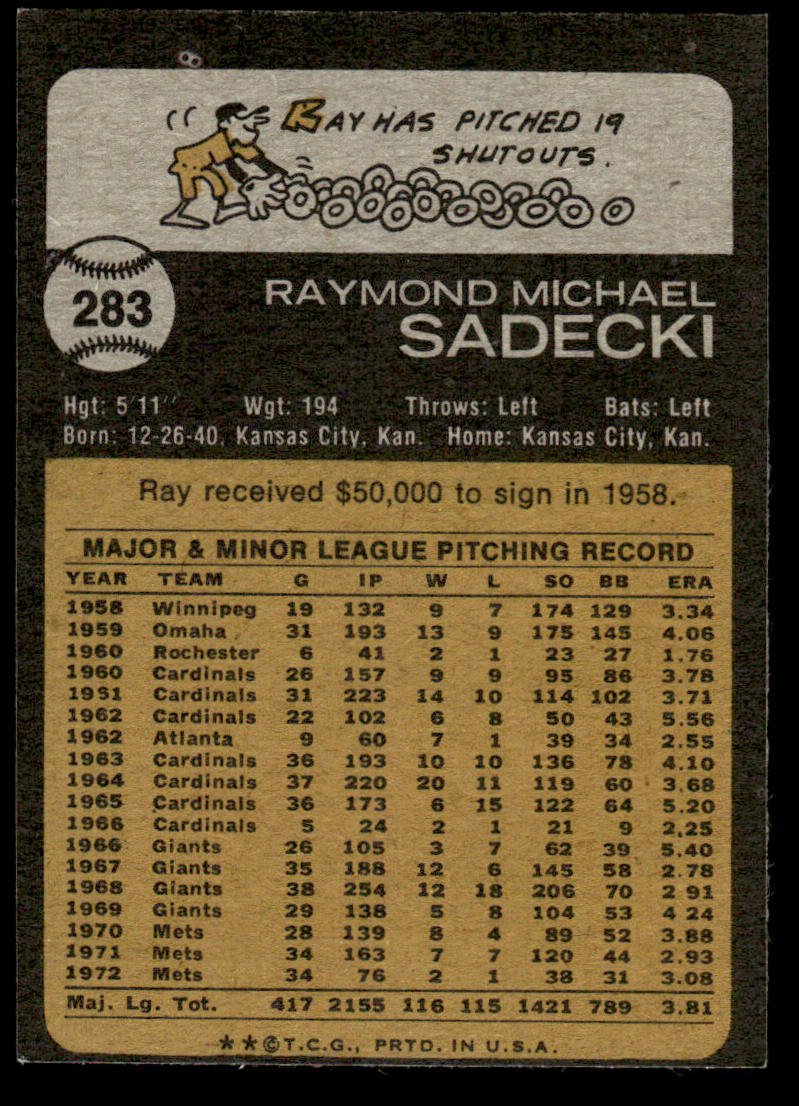 RAY HAS PITCHED 19
SHUTOUTS.
283
RAYMOND MICHAEL
SADECKI
Hgt: 5'11" Wgt: 194 Throws: Left Bats: Left
Born: 12-26-40, Kansas City, Kan. Home: Kansas City, Kan.
Ray received $50,000 to sign in 1958.
MAJOR & MINOR LEAGUE PITCHING RECORD
YEAR TEAM G IP W L SO BB ERA
1958 Winnipeg 19 132 9 7 174 129 3.34
1959 Omaha 31 193 13 9 175 145 4.06
1960 Rochester 6 41 2 1 23 27 1.76
1960 Cardinals 26 157 9 9 95 86 3.78
19S1 Cardinals 31 223 14 10 114 102 3.71
1962 Cardinals 22 102 6 8 50 43 5.56
1962 Atlanta 9 60 7 1 39 34 2.55
1963 Cardinals 36 193 10 10 136 78 4.10
1964 Cardinals 37 220 20 11 119 60 3.68
1965 Cardinals 36 173 6 15 122 64 5.20
1966 Cardinals 5 24 2 1 21 9 2.25
1966 Giants 26 105 3 7 62 39 5.40
1967 Giants 35 188 12 6 145 58 2.78
1968 Giants 38 254 12 18 206 70 2 91
1969 Giants 29 138 5 8 104 53 4 24
1970 Mets 28 139 8 4 89 52 3.88
1971 Mets 34 163 7 7 120 44 2.93
1972 Mets 34 76 2 1 38 31 3.08
Maj. Lg. Tot. 417 2155 116 115 1421 789 3.81
★★©T.C.G., PRTD. IN U.S.A.